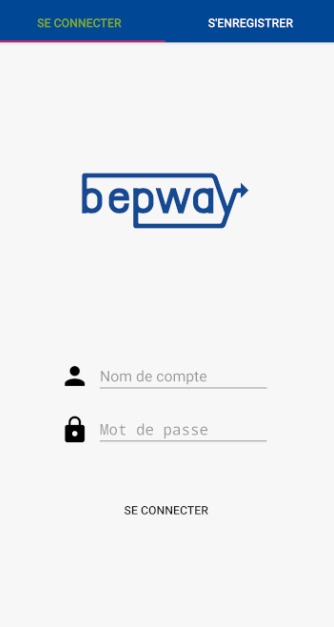 SE CONNECTER
S'ENREGISTRER
bepway
Nom de compte
Mot de passe
SE CONNECTER